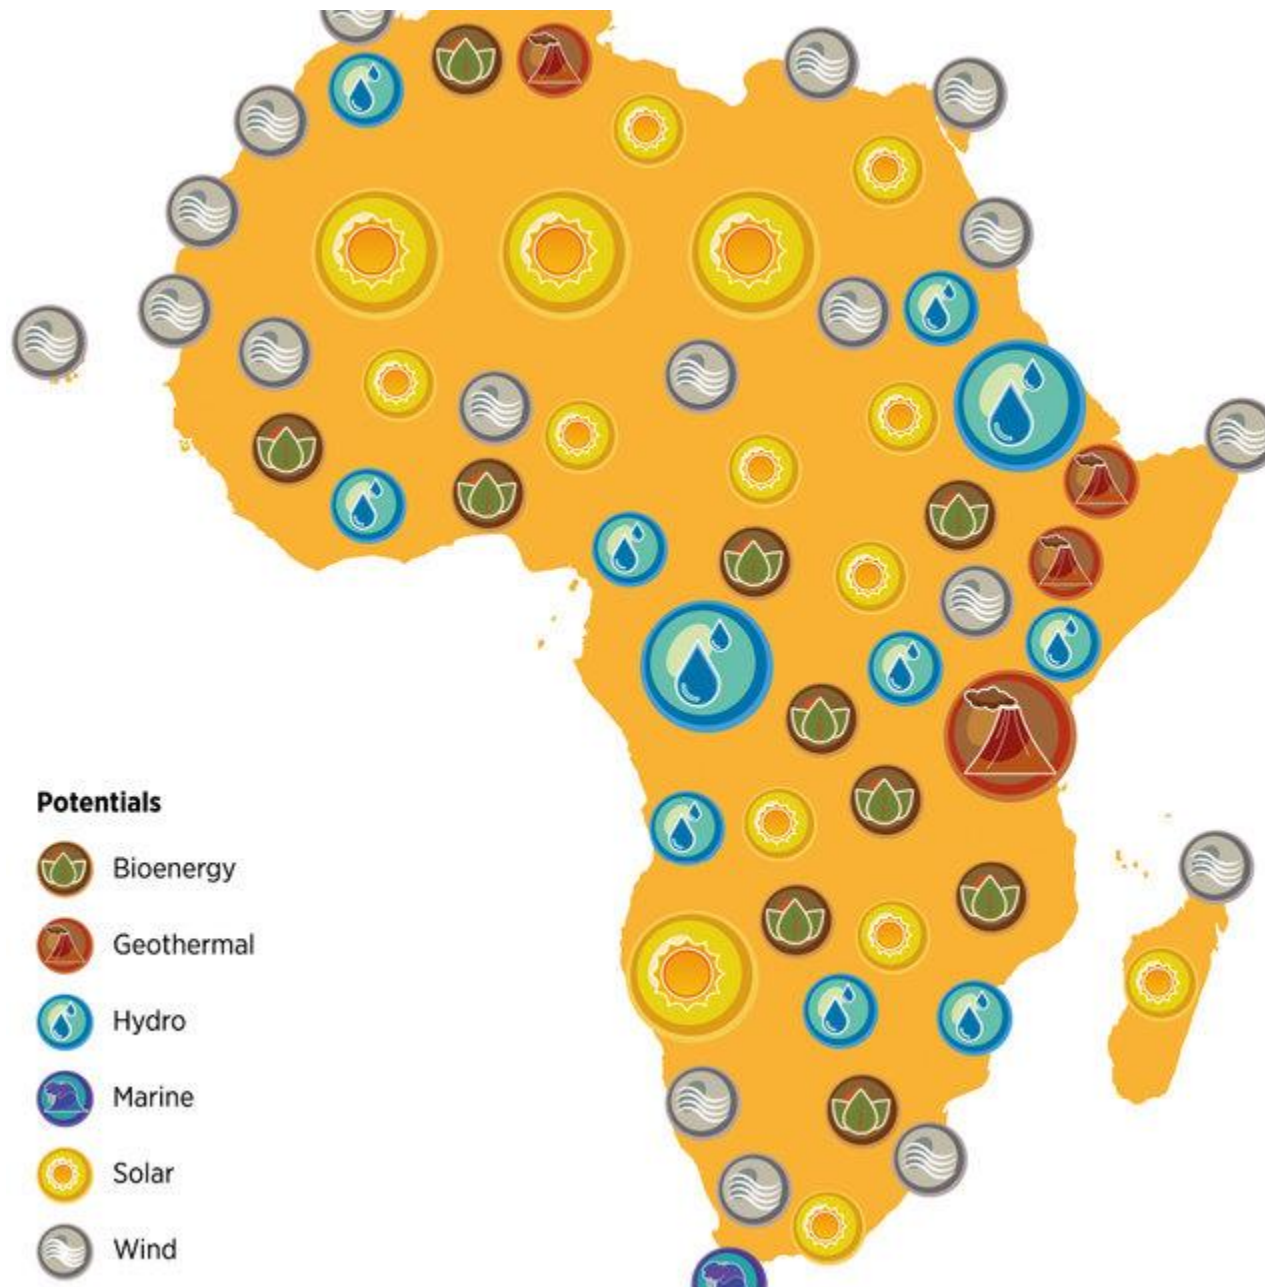 Potentials
Bioenergy
Geothermal
Hydro
Marine
Solar
Wind